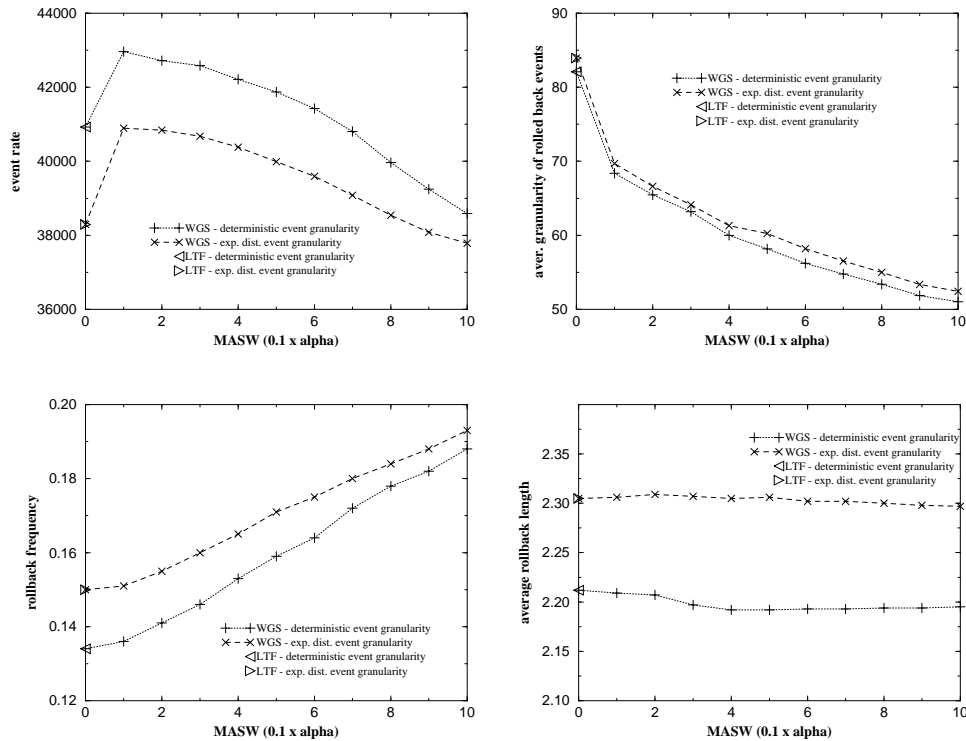 44000
42000
40000
38000
36000
event rate
WGS - deterministic event granularity
WGS - exp. dist. event granularity
LTF - deterministic event granularity
LTF - exp. dist. event granularity
0 2 4 6 8 10
MASW (0.1 x alpha)
90
80
70
60
50
aver. granularity of rolled back events
WGS - deterministic event granularity
WGS - exp. dist. event granularity
LTF - deterministic event granularity
LTF - exp. dist. event granularity
0 2 4 6 8 10
MASW (0.1 x alpha)
0.20
0.18
0.16
0.14
0.12
rollback frequency
WGS - deterministic event granularity
WGS - exp. dist. event granularity
LTF - deterministic event granularity
LTF - exp. dist. event granularity
0 2 4 6 8 10
MASW (0.1 x alpha)
2.35
2.30
2.25
2.20
2.15
2.10
average rollback length
WGS - deterministic event granularity
WGS - exp. dist. event granularity
LTF - deterministic event granularity
LTF - exp. dist. event granularity
0 2 4 6 8 10
MASW (0.1 x alpha)